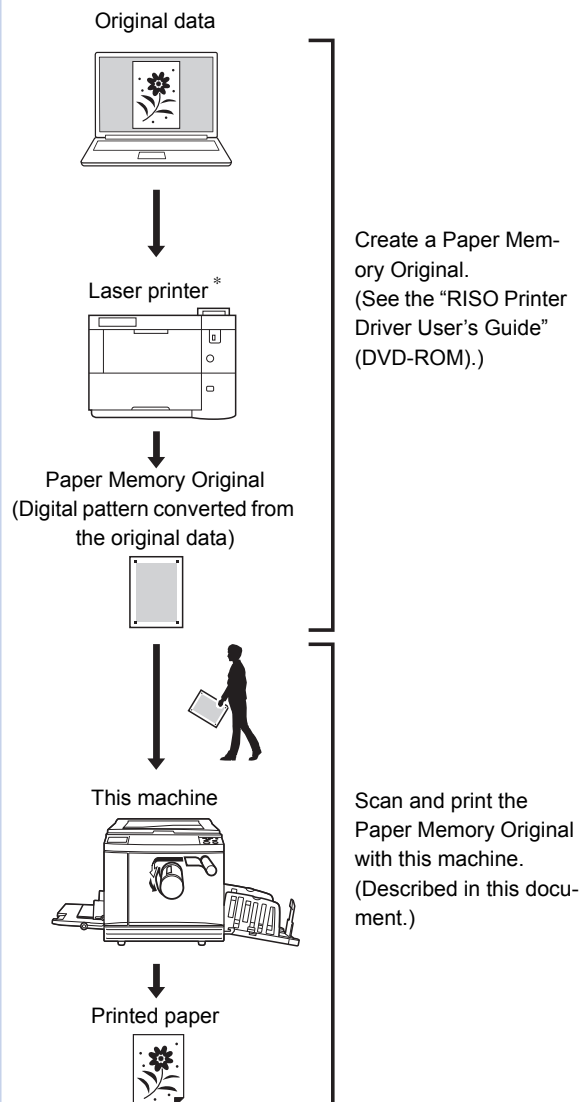 Original data
Laser printer *
Create a Paper Mem-
ory Original.
(See the “RISO Printer
Driver User’s Guide”
(DVD-ROM).)
Paper Memory Original
(Digital pattern converted from
the original data)
This machine
Scan and print the
Paper Memory Original
with this machine.
(Described in this docu-
ment.)
Printed paper